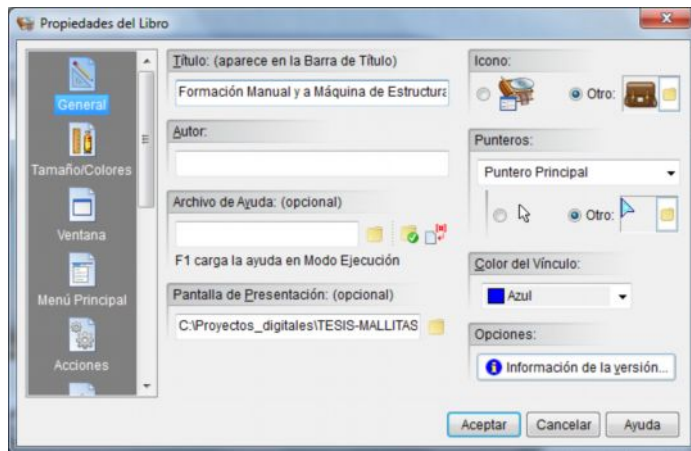 Propiedades del Libro
General
Tamaño/Colores
Ventana
Menú Principal
Acciones
Título: (aparece en la Barra de Título)
Formación Manual y a Máquina de Estructura
Autor:
Archivo de Ayuda: (opcional)
F1 carga la ayuda en Modo Ejecución
Pantalla de Presentación: (opcional)
C:\Proyectos_digitales\TESIS-MALLITAS
Icono:
Otro:
Punteros:
Puntero Principal
Otro:
Color del Vínculo:
Azul
Opciones:
Información de la versión...
Aceptar
Cancelar
Ayuda